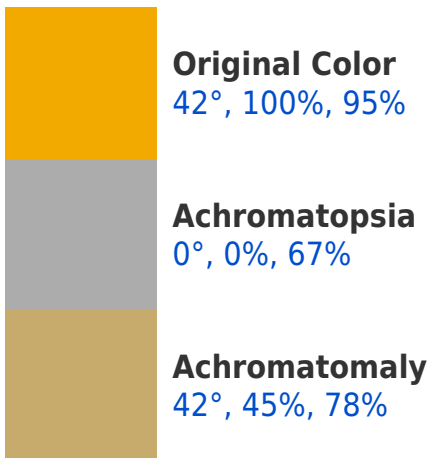 Original Color
42°, 100%, 95%
Achromatopsia
0°, 0%, 67%
Achromatomaly
42°, 45%, 78%